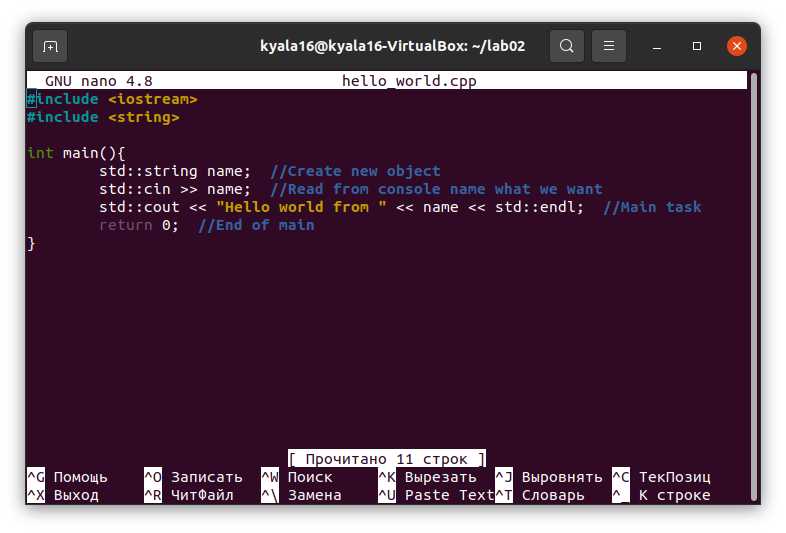 kyala16@kyala16-VirtualBox: ~/lab02
GNU nano 4.8 hello_world.cpp
#include <iostream>
#include <string>
int main(){
std::string name; //Create new object
std::cin >> name; //Read from console name what we want
std::cout << "Hello world from " << name << std::endl; //Main task
return 0; //End of main
}
[ Прочитано 11 строк ]
^G Помощь ^O Записать ^W Поиск ^K Вырезать ^J Выровнять ^C ТекПозиц
^X Выход ^R ЧитФайл ^\ Замена ^U Paste Text ^T Словарь ^_ К строке